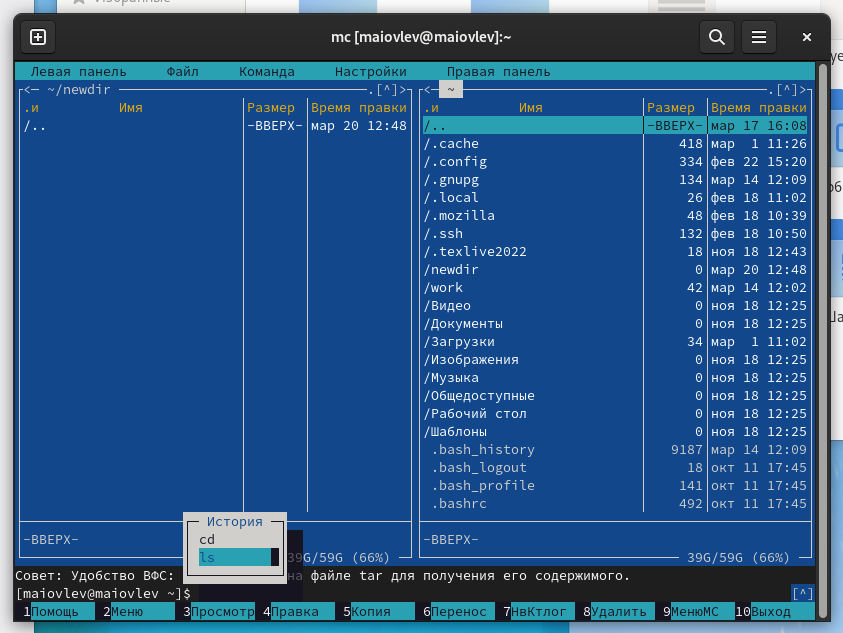 Избранные
mc [maiovlev@maiovlev]:~
Левая панель Файл Команда Настройки Правая панель
<─ ~/newdir .[^]> <─ ~ .[^]>
.и Имя Размер Время правки .и Имя Размер Время правки
/.. -ВВЕРХ- мар 20 12:48 /.. -ВВЕРХ- мар 17 16:08
/.cache 418 мар 1 11:26
/.config 334 фев 22 15:20
/.gnupg 134 мар 14 12:09
/.local 26 фев 18 11:02
/.mozilla 48 фев 18 10:39
/.ssh 132 фев 18 10:50
/.texlive2022 18 ноя 18 12:43
/newdir 0 мар 20 12:48
/work 42 мар 14 12:02
/Видео 0 ноя 18 12:25
/Документы 0 ноя 18 12:25
/Загрузки 34 мар 1 11:02
/Изображения 0 ноя 18 12:25
/Музыка 0 ноя 18 12:25
/Общедоступные 0 ноя 18 12:25
/Рабочий стол 0 ноя 18 12:25
/Шаблоны 0 ноя 18 12:25
.bash_history 9187 мар 14 12:09
.bash_logout 18 окт 11 17:45
.bash_profile 141 окт 11 17:45
.bashrc 492 окт 11 17:45
История
-ВВЕРХ- cd -ВВЕРХ-
ls 39G/59G (66%) 39G/59G (66%)
Совет: Удобство ВФС: на файле tar для получения его содержимого.
[maiovlev@maiovlev ~]$ [^]
1Помощь 2Меню 3Просмотр 4Правка 5Копия 6Перенос 7НвКтлог 8Удалить 9МенюМС 10Выход